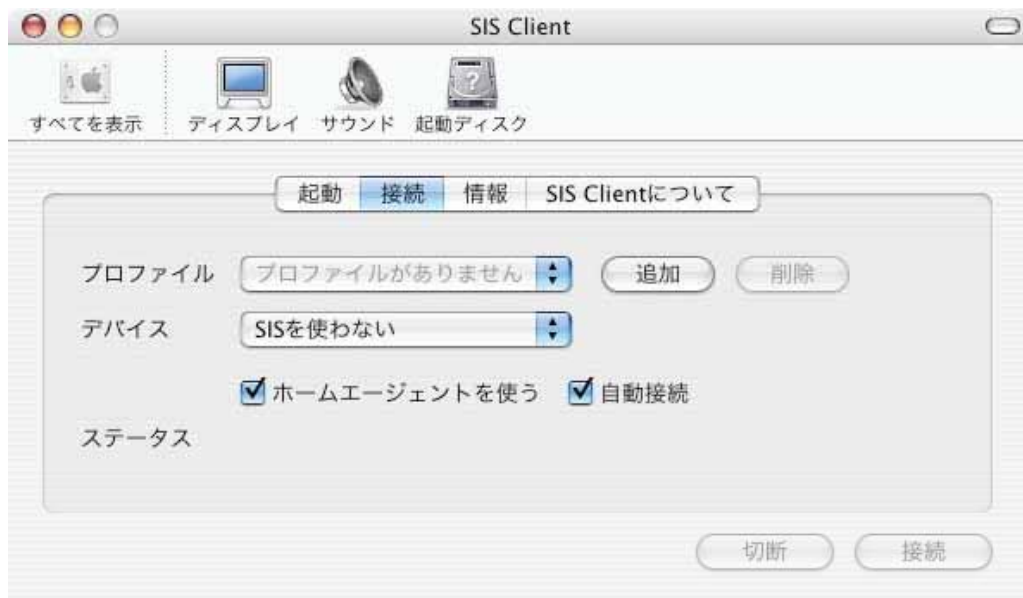 SIS Client
すべてを表示 ディスプレイ サウンド 起動ディスク
起動 接続 情報 SIS Clientについて
プロファイル プロファイルがありません 追加 削除
デバイス SISを使わない
ホームエージェントを使う 自動接続
ステータス
切断 接続